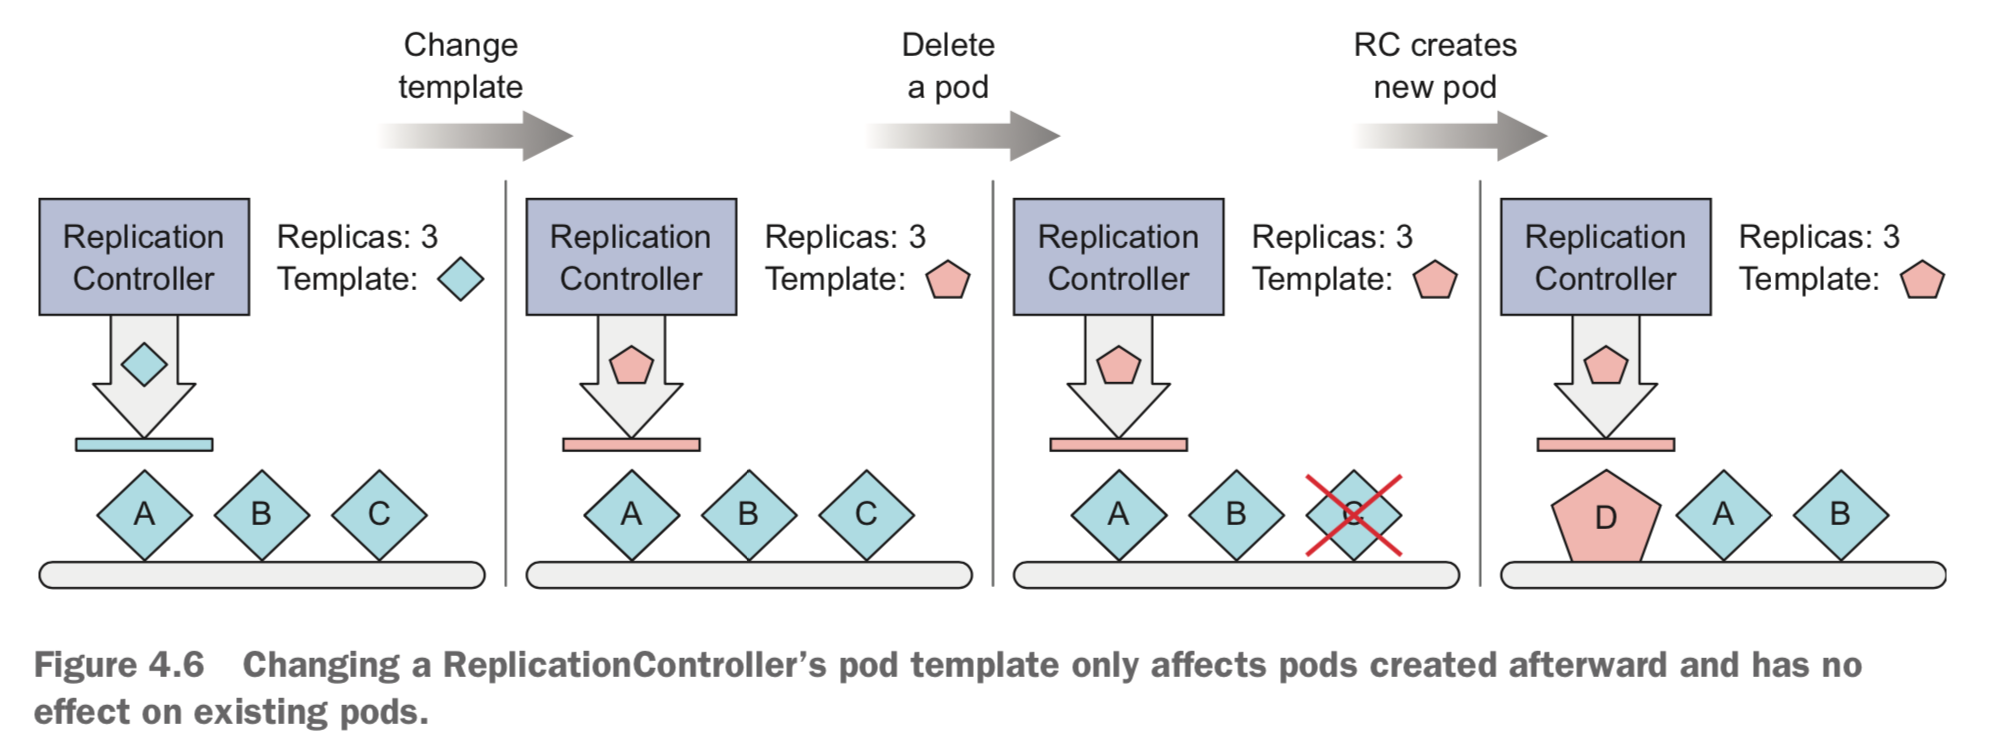 Change
template
Delete
a pod
RC creates
new pod
Replication
Controller
Replicas: 3
Template:
A
B
C
Replication
Controller
Replicas: 3
Template:
A
B
C
Replication
Controller
Replicas: 3
Template:
A
B
C
Replication
Controller
Replicas: 3
Template:
D
A
B
Figure 4.6 Changing a ReplicationController’s pod template only affects pods created afterward and has no
effect on existing pods.